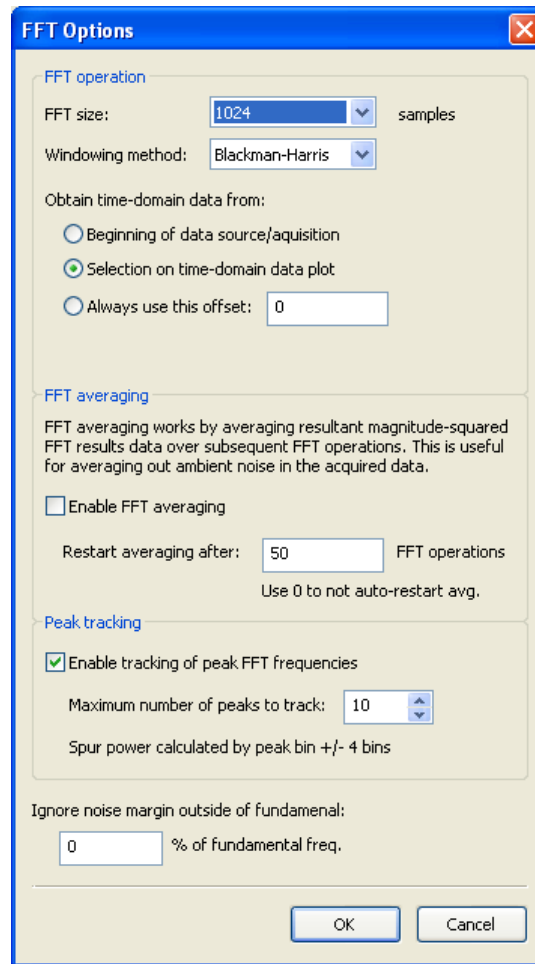 FFT Options
FFT operation
FFT size: 1024 samples
Windowing method: Blackman-Harris
Obtain time-domain data from:
Beginning of data source/aquisition
Selection on time-domain data plot
Always use this offset: 0
FFT averaging
FFT averaging works by averaging resultant magnitude-squared
FFT results data over subsequent FFT operations. This is useful
for averaging out ambient noise in the acquired data.
Enable FFT averaging
Restart averaging after: 50 FFT operations
Use 0 to not auto-restart avg.
Peak tracking
Enable tracking of peak FFT frequencies
Maximum number of peaks to track: 10
Spur power calculated by peak bin +/- 4 bins
Ignore noise margin outside of fundamenal:
0 % of fundamental freq.
OK Cancel